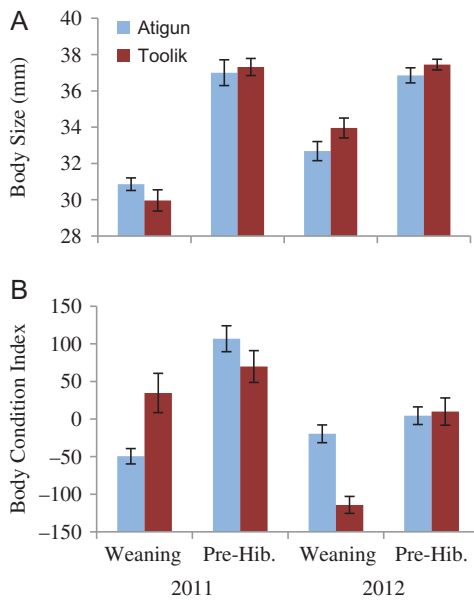 A
Atigun
Toolik
Body Size (mm)
40
38
36
34
32
30
28
B
Body Condition Index
150
100
50
0
−50
−100
−150
Weaning Pre-Hib. Weaning Pre-Hib.
2011 2012